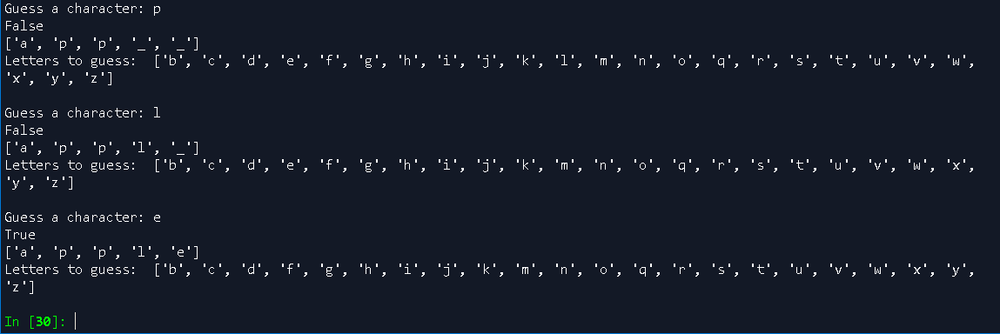 Guess a character: p
False
['a', 'p', 'p', '_', '_']
Letters to guess:  ['b', 'c', 'd', 'e', 'f', 'g', 'h', 'i', 'j', 'k', 'l', 'm', 'n', 'o', 'q', 'r', 's', 't', 'u', 'v', 'w',
'x', 'y', 'z']
Guess a character: l
False
['a', 'p', 'p', 'l', '_']
Letters to guess:  ['b', 'c', 'd', 'e', 'f', 'g', 'h', 'i', 'j', 'k', 'm', 'n', 'o', 'q', 'r', 's', 't', 'u', 'v', 'w', 'x',
'y', 'z']
Guess a character: e
True
['a', 'p', 'p', 'l', 'e']
Letters to guess:  ['b', 'c', 'd', 'f', 'g', 'h', 'i', 'j', 'k', 'm', 'n', 'o', 'q', 'r', 's', 't', 'u', 'v', 'w', 'x', 'y',
'z']
In [30]: